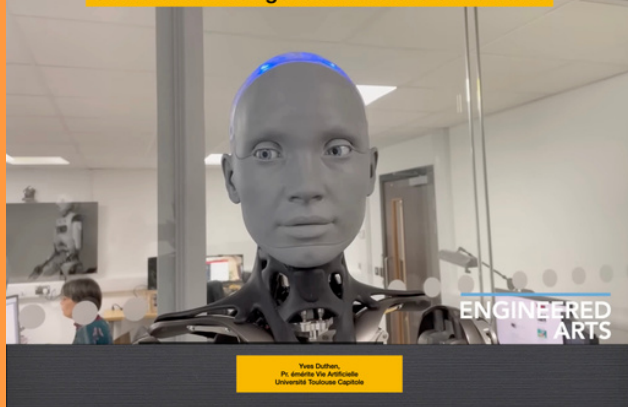 ENGINEERED
ARTS
Yves Duthen,
Pr. émérite Vie Artificielle
Université Toulouse Capitole